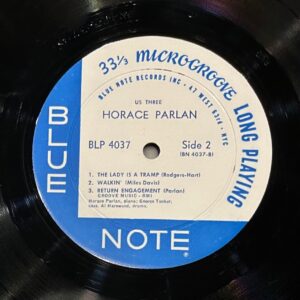 33⅓ MICROGROOVE LONG PLAYING
BLUE NOTE RECORDS INC · 47 WEST 63rd · NYC
US THREE
HORACE PARLAN
BLP 4037 Side 2
(BN 4037-B)
1. THE LADY IS A TRAMP (Rodgers-Hart)
2. WALKIN' (Miles Davis)
3. RETURN ENGAGEMENT (Parlan)
GROOVE MUSIC - BMI
Horace Parlan, piano; George Tucker,
bass, Al Harewood, drums.
BLUE
NOTE
®